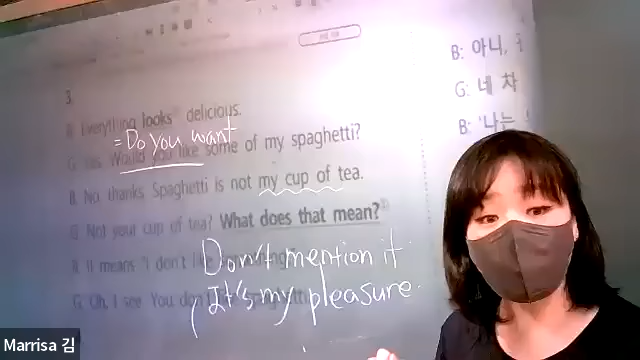 3.
B: Everything looks delicious.
= Do you want
G: Yes. Would you like some of my spaghetti?
B: No, thanks. Spaghetti is not my cup of tea.
G: Not your cup of tea? What does that mean?
Don't mention it
B: It means "I don't like
It's my pleasure.
G: Oh, I see. You don't
B: 아니,
G: 네 차
B: '나는
Marrisa 김